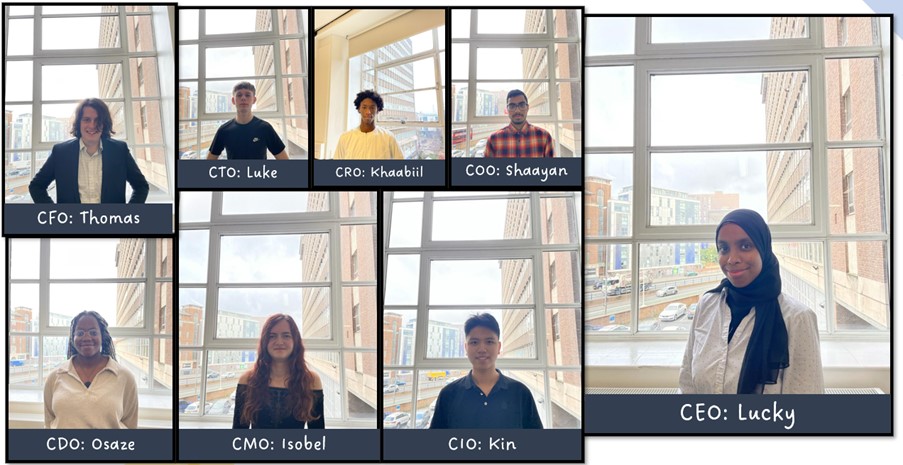 CFO: Thomas
CTO: Luke
CRO: Khaabiil
COO: Shaayan
CEO: Lucky
CDO: Osaze
CMO: Isobel
CIO: Kin